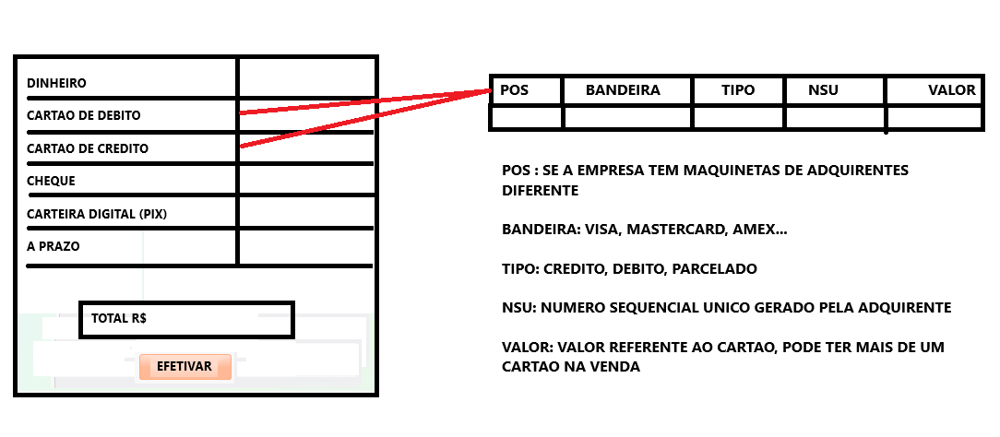 DINHEIRO
CARTAO DE DEBITO
CARTAO DE CREDITO
CHEQUE
CARTEIRA DIGITAL (PIX)
A PRAZO
TOTAL R$
EFETIVAR
POS BANDEIRA TIPO NSU VALOR
POS : SE A EMPRESA TEM MAQUINETAS DE ADQUIRENTES
DIFERENTE
BANDEIRA: VISA, MASTERCARD, AMEX...
TIPO: CREDITO, DEBITO, PARCELADO
NSU: NUMERO SEQUENCIAL UNICO GERADO PELA ADQUIRENTE
VALOR: VALOR REFERENTE AO CARTAO, PODE TER MAIS DE UM
CARTAO NA VENDA